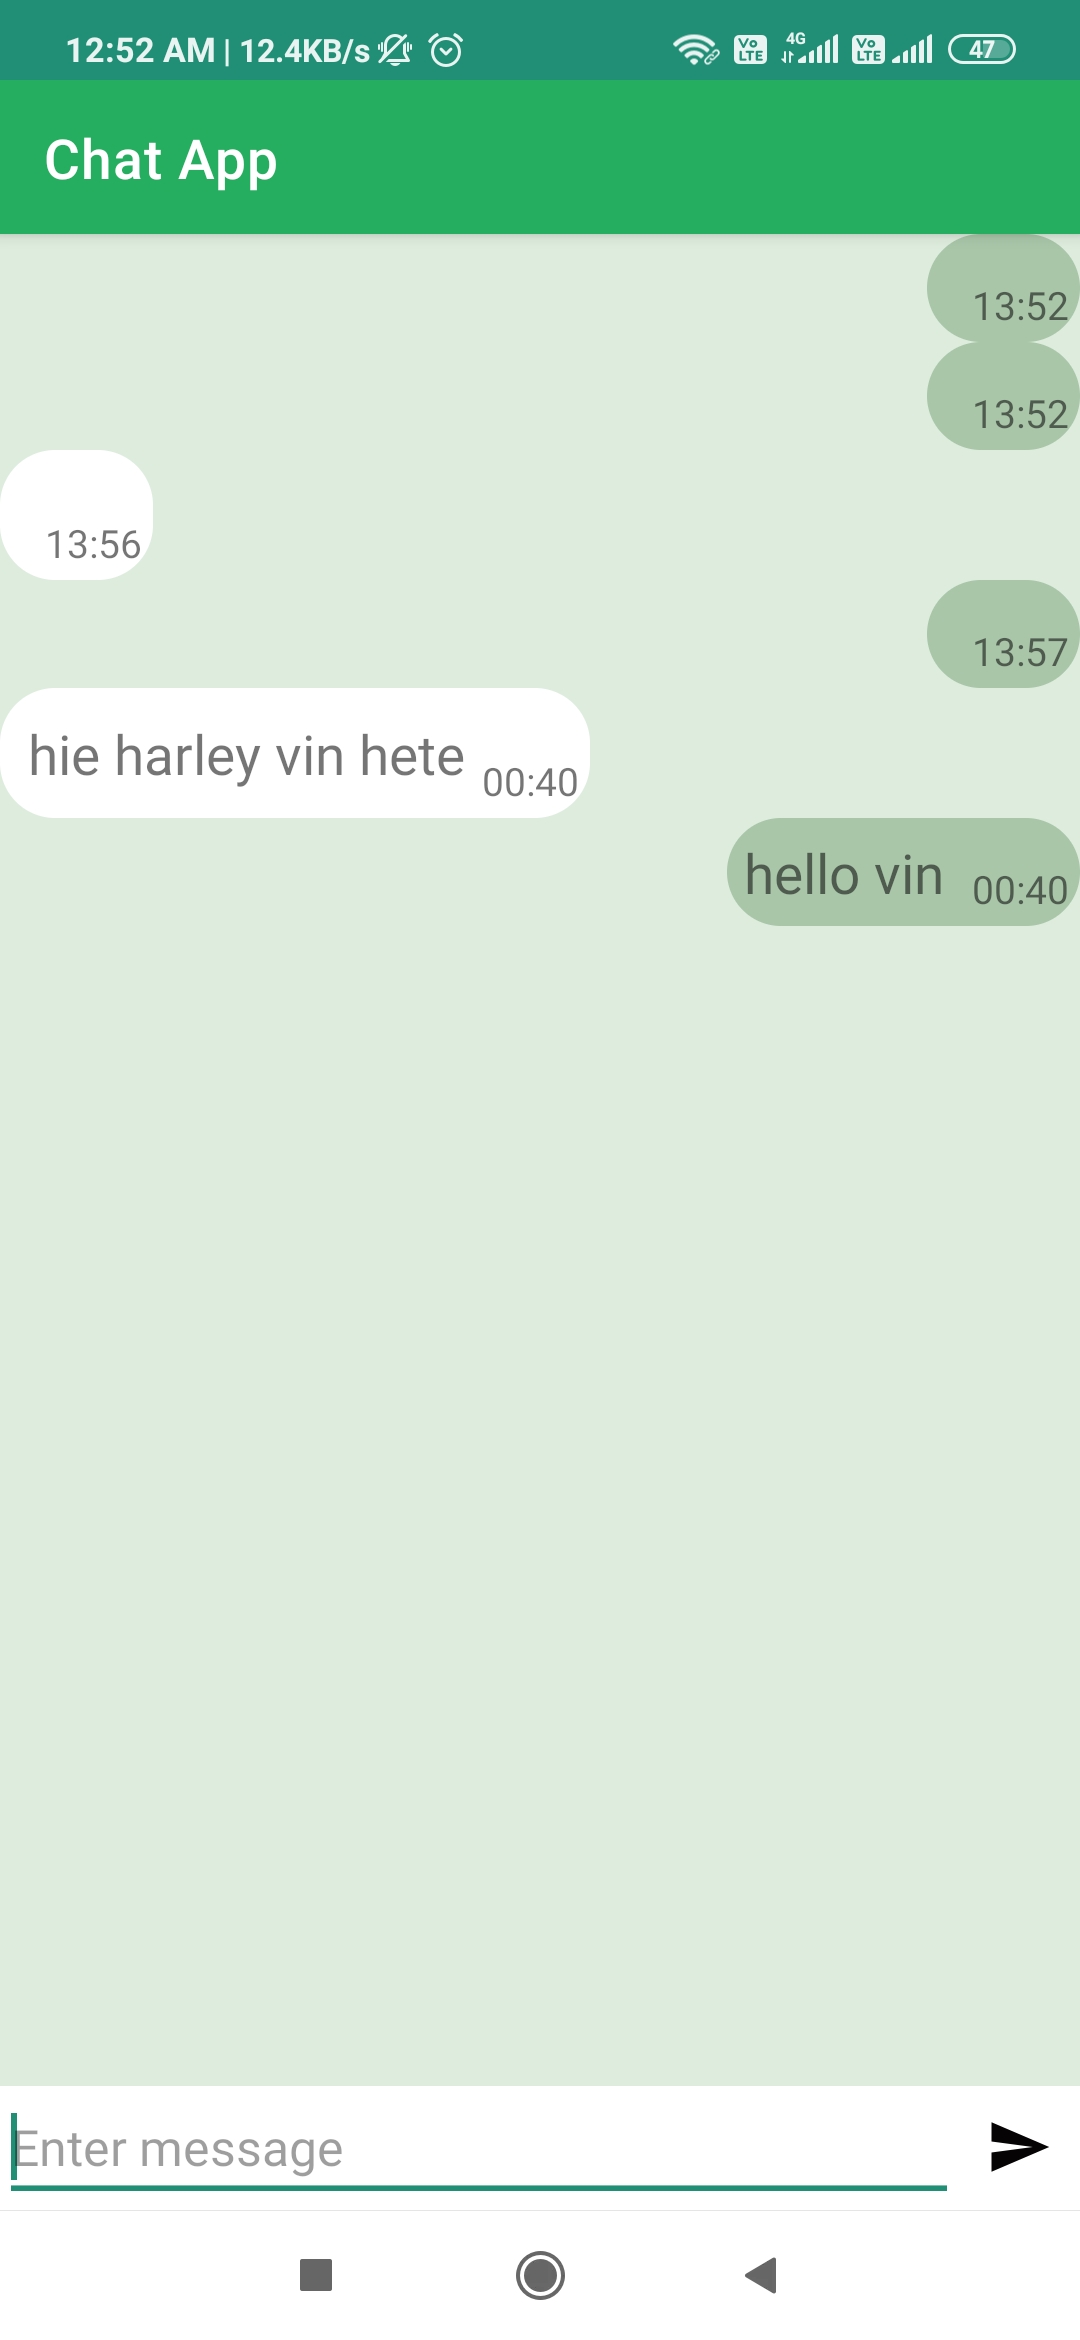 12:52 AM | 12.4KB/s Vo LTE 4G Vo LTE 47
Chat App
13:52
13:52
13:56
13:57
hie harley vin hete 00:40
hello vin 00:40
Enter message